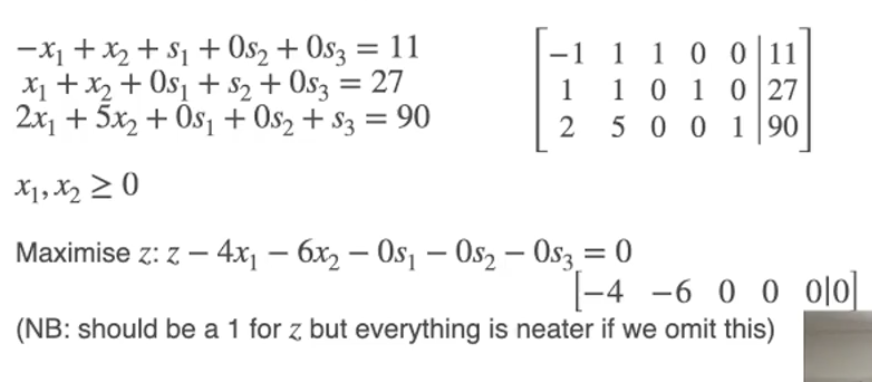 −x₁ + x₂ + s₁ + 0s₂ + 0s₃ = 11
x₁ + x₂ + 0s₁ + s₂ + 0s₃ = 27
2x₁ + 5x₂ + 0s₁ + 0s₂ + s₃ = 90
[−1 1 1 0 0|11]
[1 1 0 1 0|27]
[2 5 0 0 1|90]
x₁, x₂ ≥ 0
Maximise z: z − 4x₁ − 6x₂ − 0s₁ − 0s₂ − 0s₃ = 0
[−4 −6 0 0 0|0]
(NB: should be a 1 for z but everything is neater if we omit this)